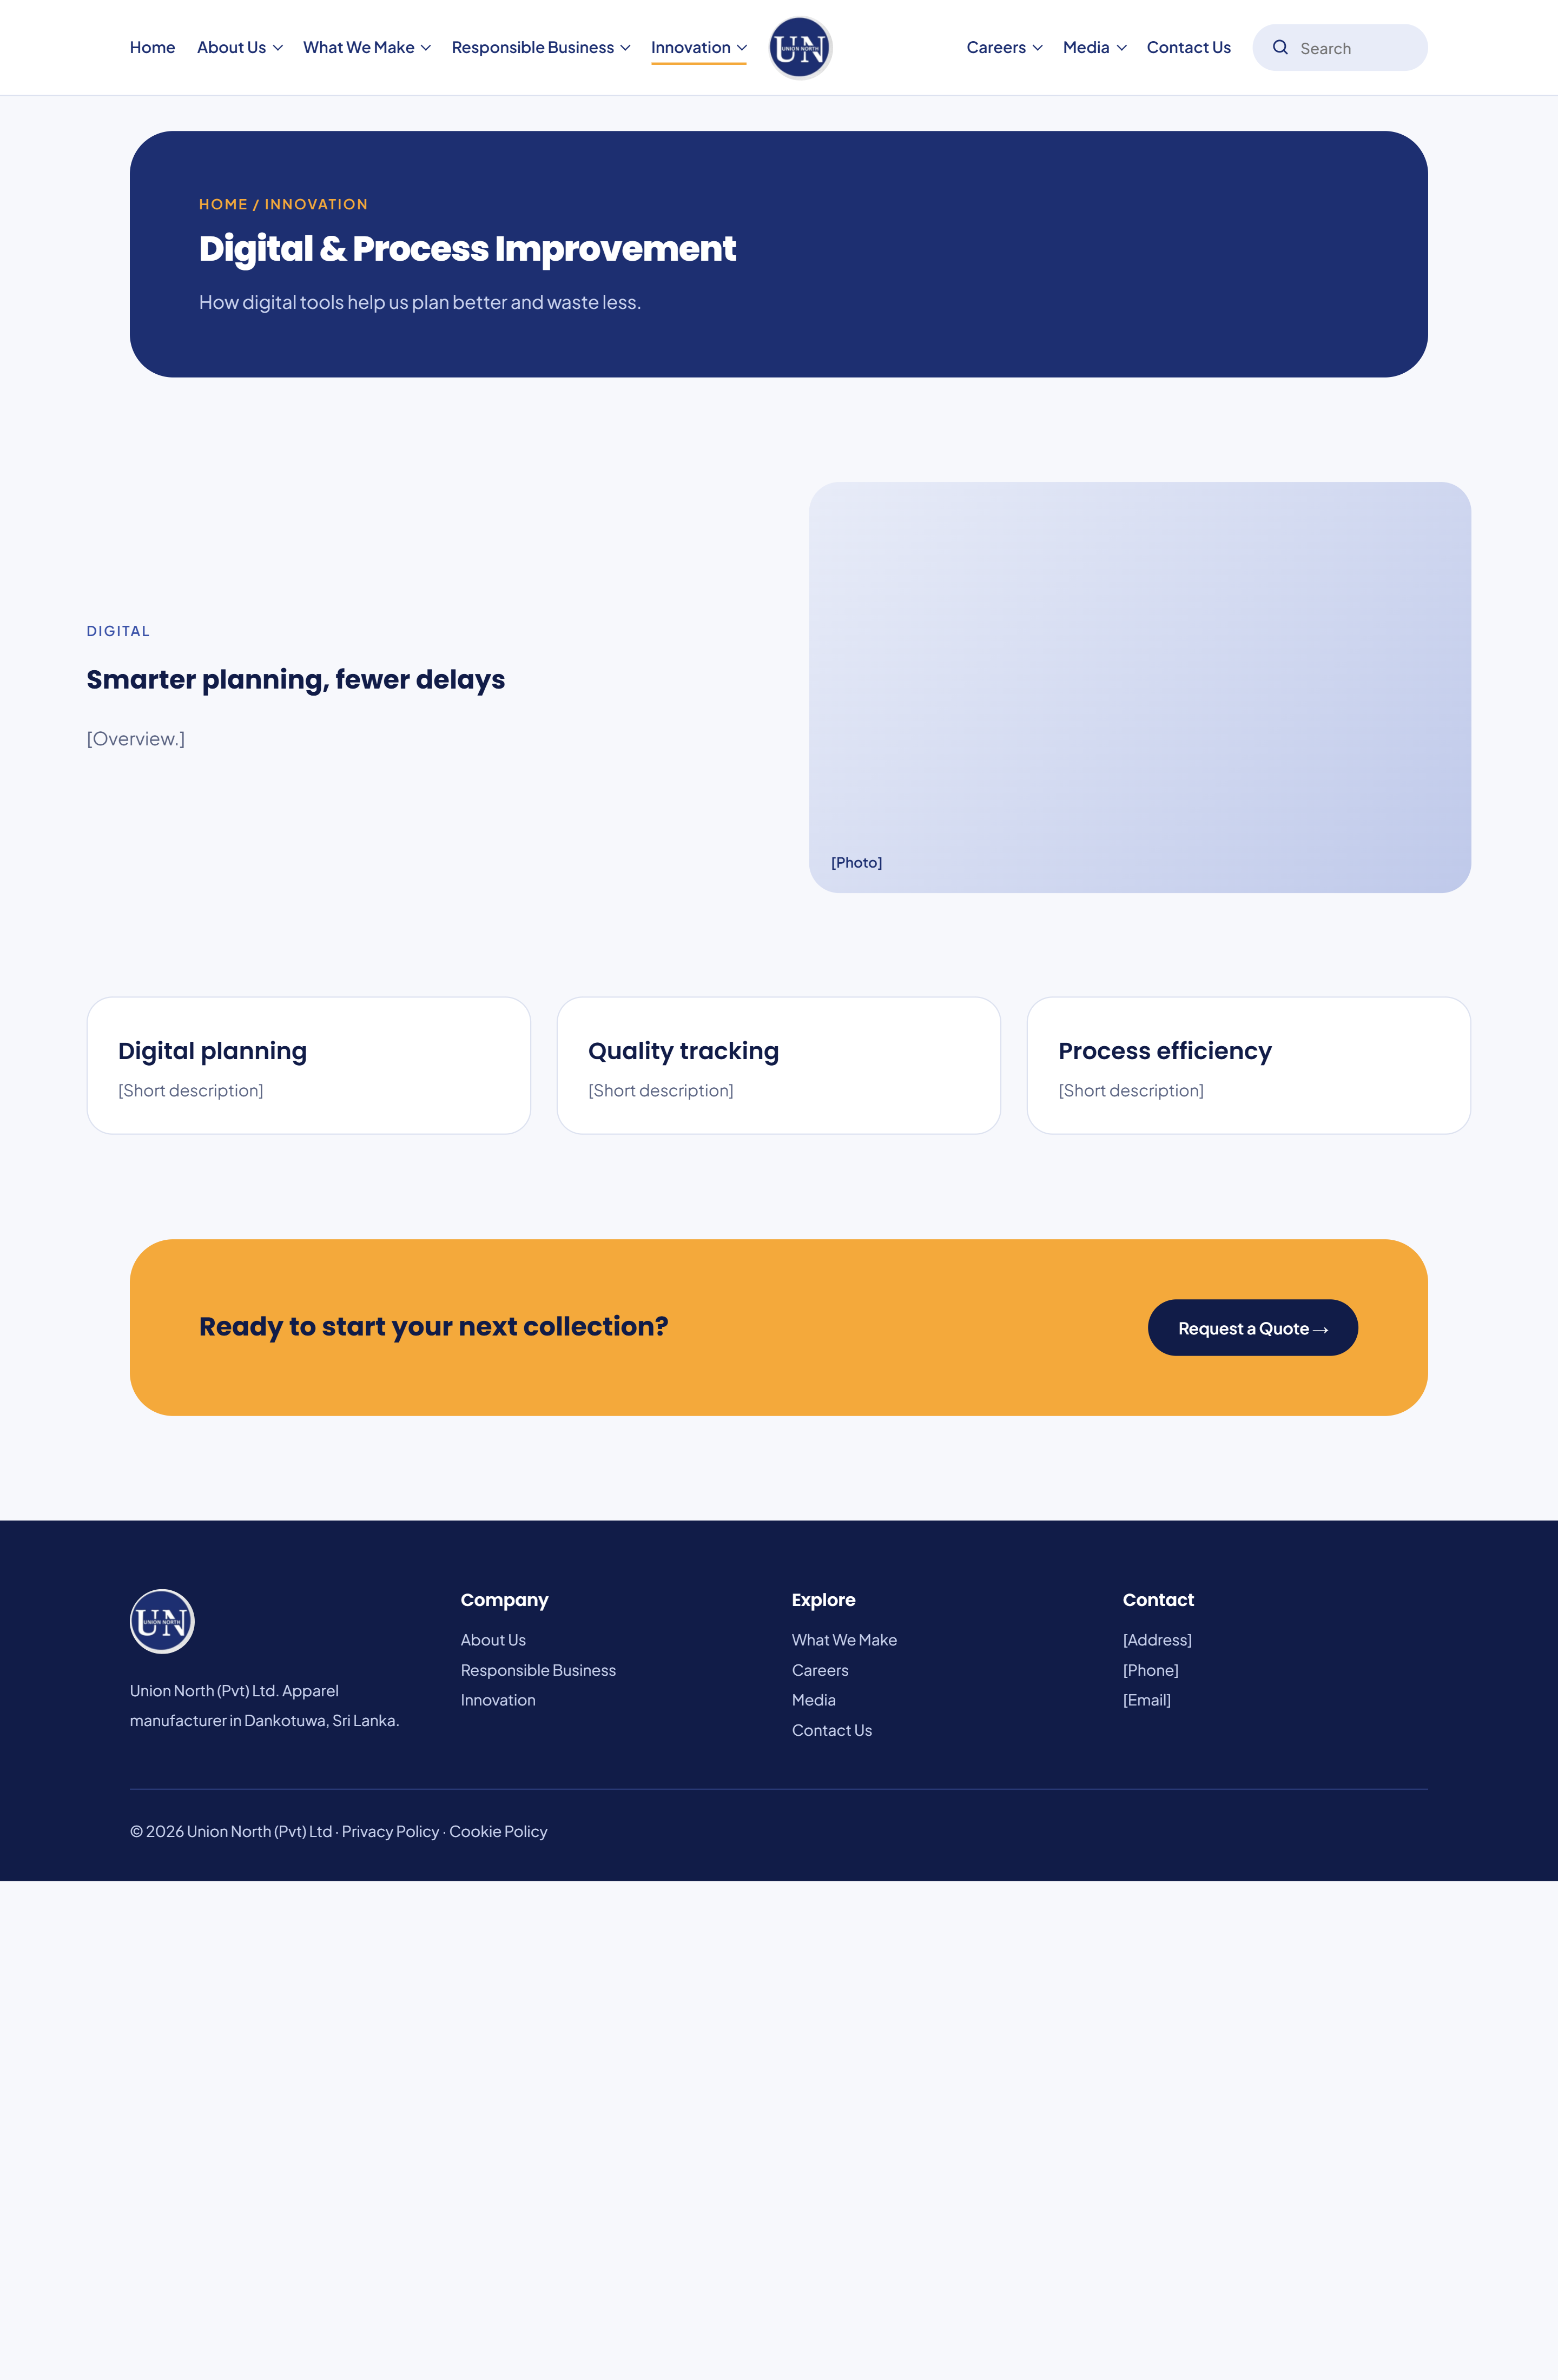 Home
About Us
What We Make
Responsible Business
Innovation
UN
UNION NORTH
Careers
Media
Contact Us
Search
HOME / INNOVATION
Digital & Process Improvement
How digital tools help us plan better and waste less.
DIGITAL
Smarter planning, fewer delays
[Overview.]
[Photo]
Digital planning
[Short description]
Quality tracking
[Short description]
Process efficiency
[Short description]
Ready to start your next collection?
Request a Quote →
UN
UNION NORTH
Union North (Pvt) Ltd. Apparel
manufacturer in Dankotuwa, Sri Lanka.
Company
About Us
Responsible Business
Innovation
Explore
What We Make
Careers
Media
Contact Us
Contact
[Address]
[Phone]
[Email]
© 2026 Union North (Pvt) Ltd · Privacy Policy · Cookie Policy